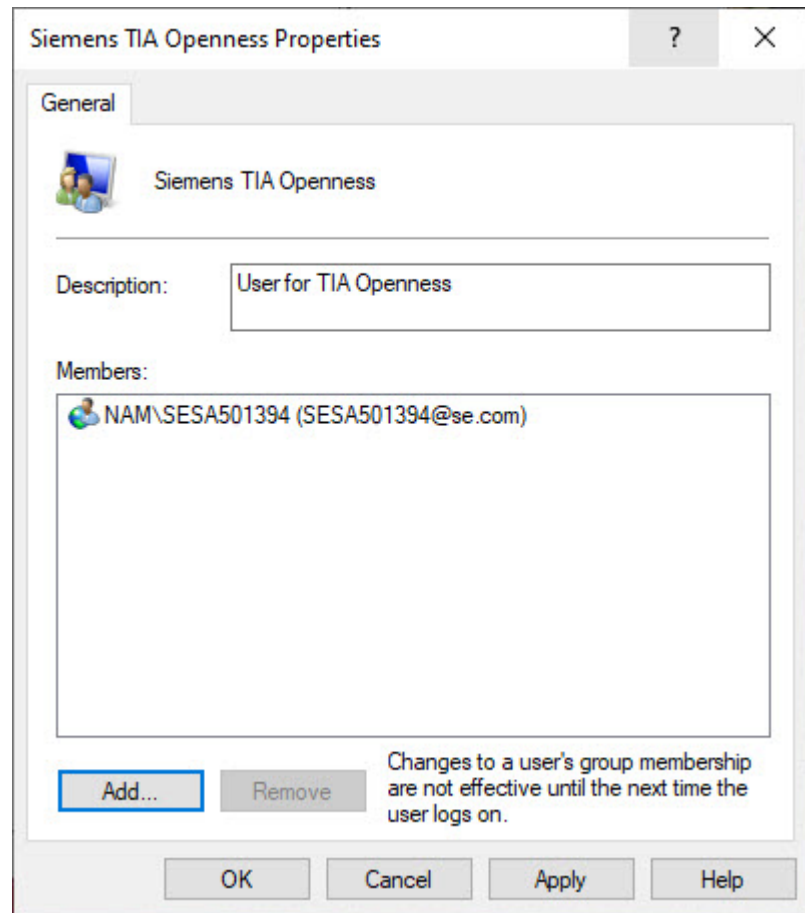 Siemens TIA Openness Properties
?
General
Siemens TIA Openness
Description:
User for TIA Openness
Members:
NAM\SESA501394 (SESA501394@se.com)
Add...
Remove
Changes to a user's group membership
are not effective until the next time the
user logs on.
OK
Cancel
Apply
Help